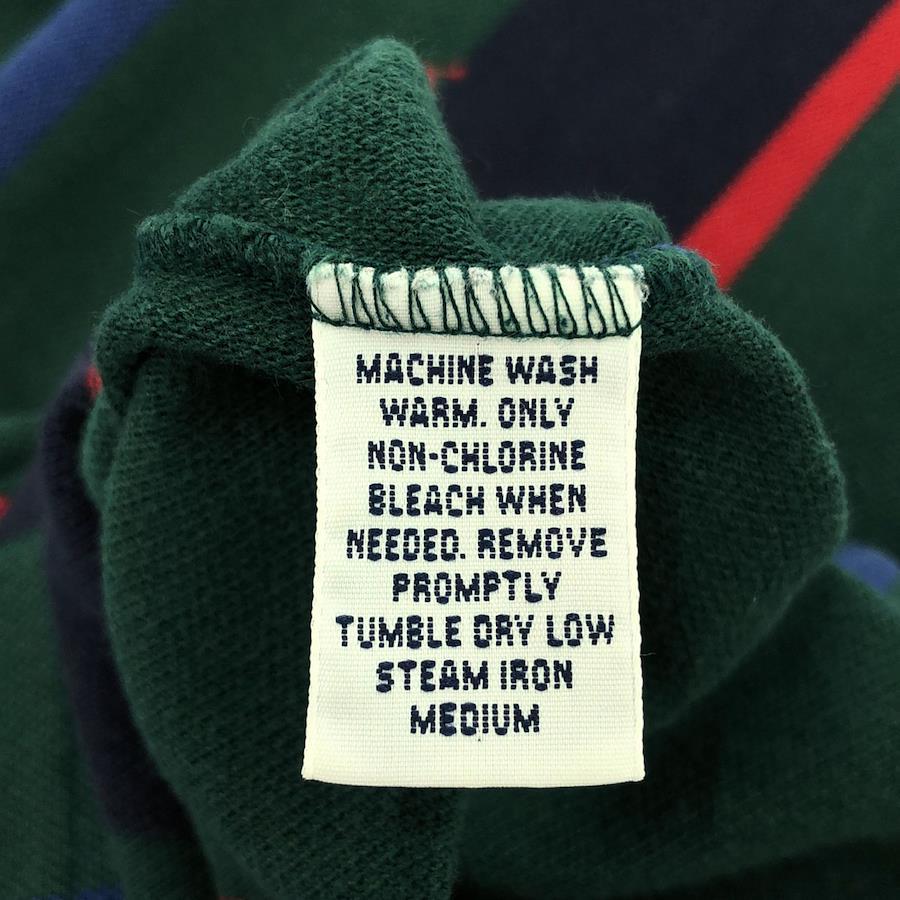 MACHINE WASH
WARM. ONLY
NON-CHLORINE
BLEACH WHEN
NEEDED. REMOVE
PROMPTLY
TUMBLE DRY LOW
STEAM IRON
MEDIUM